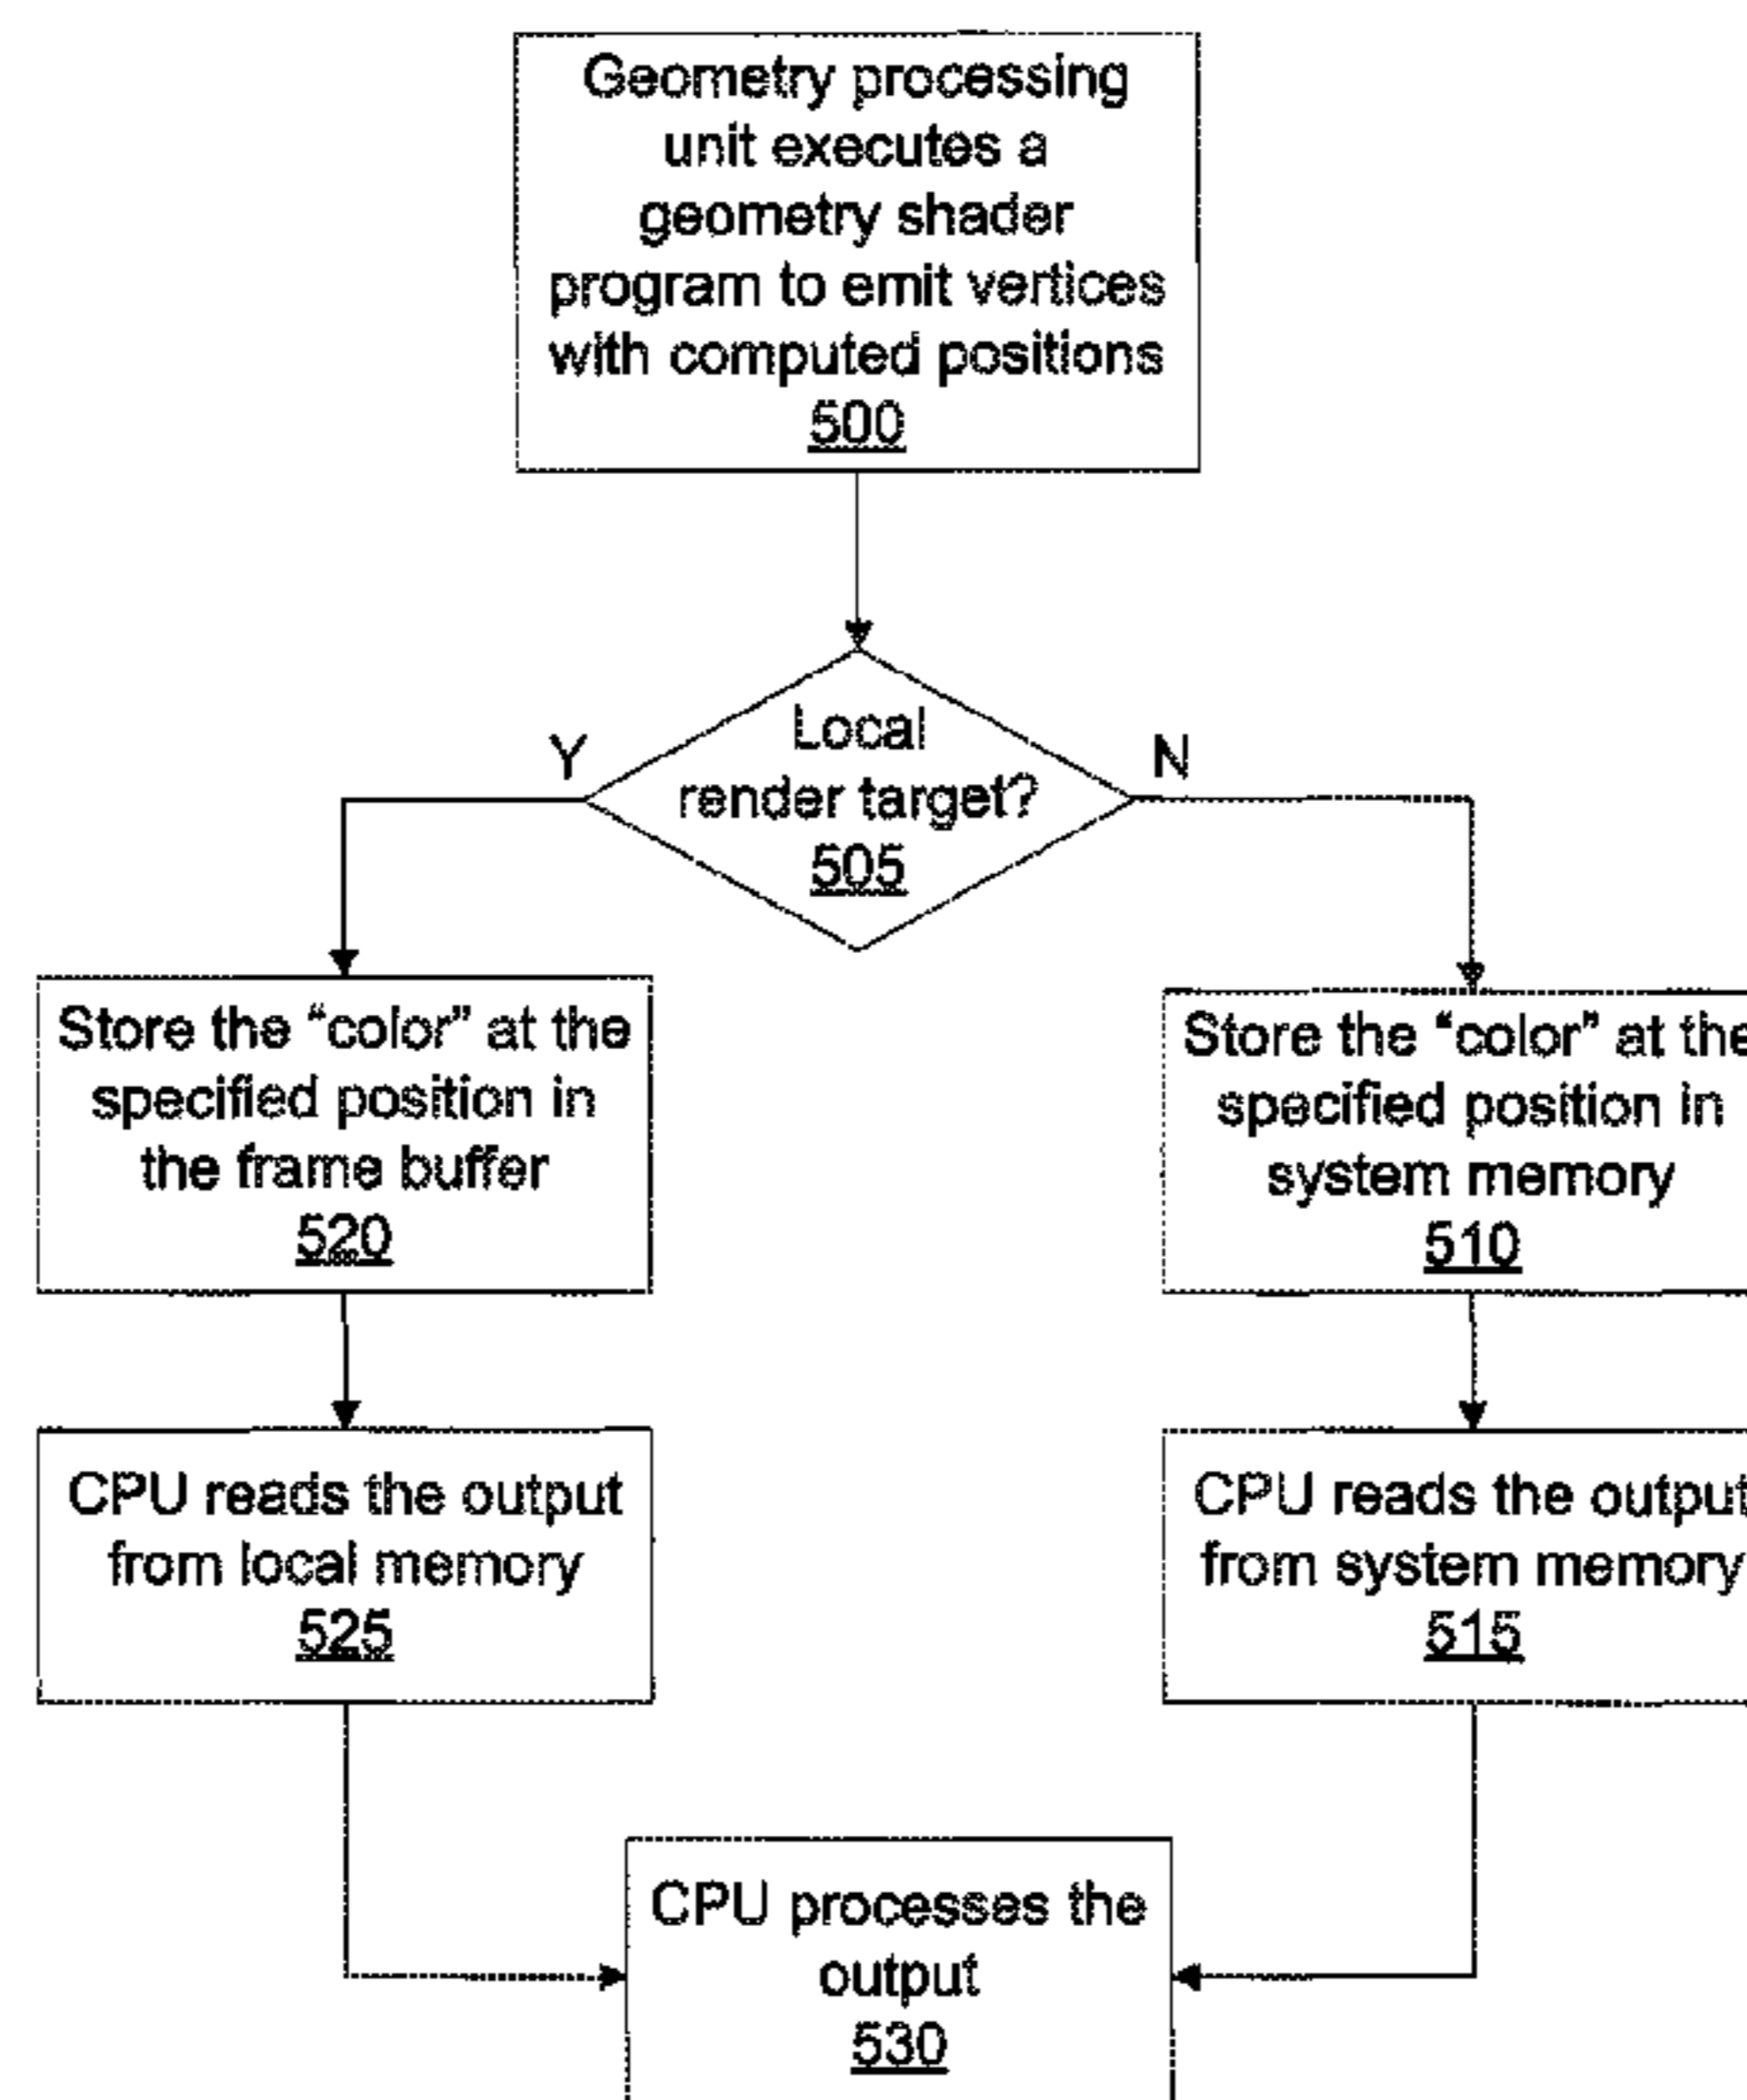 Geometry processing
unit executes a
geometry shader
program to emit vertices
with computed positions
500
Y
N
Local
render target?
505
Store the “color” at the
specified position in
the frame buffer
520
Store the “color” at the
specified position in
system memory
510
CPU reads the output
from local memory
525
CPU reads the output
from system memory
515
CPU processes the
output
530